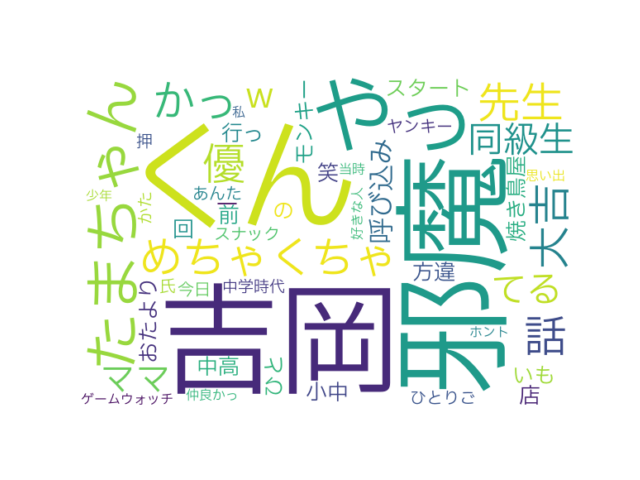 たまちゃん
かっ
w
やっ
先生
スタート
ヤンキー
モンキー
私
押
行っ
優
笑
当時
同級生
呼び込み
焼き鳥屋
思い出
くん
邪魔
少年
かた
あんた
前
の
好きな人
大吉
回
スナック
めちゃくちゃ
方違
てる
おたより
氏
今日
中学時代
吉岡
話
ホント
ママ
中高
ひと
いも
ゲームウォッチ
仲良かっ
小中
ひとりご
店